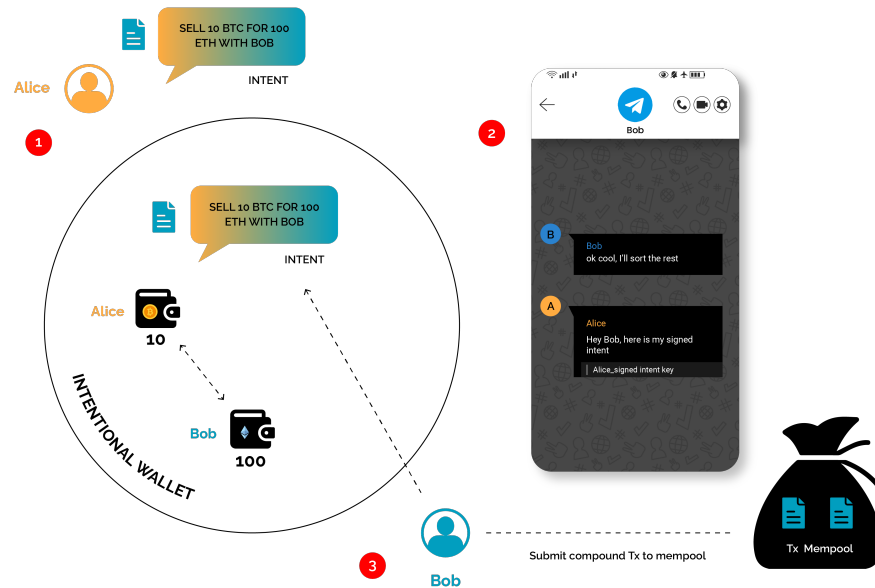 SELL 10 BTC FOR 100
ETH WITH BOB
INTENT
Alice
1
SELL 10 BTC FOR 100
ETH WITH BOB
INTENT
Alice
10
Bob
100
INTENTIONAL WALLET
2
Bob
B
Bob
ok cool, I'll sort the rest
A
Alice
Hey Bob, here is my signed
intent
Alice_signed intent key
3
Bob
Submit compound Tx to mempool
Tx Mempool